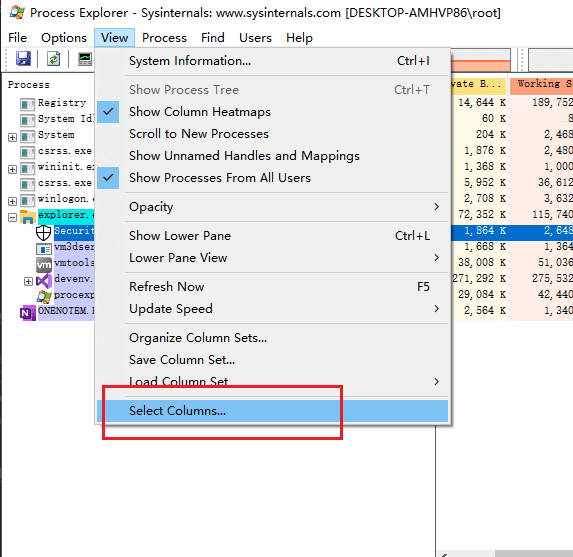 Process Explorer - Sysinternals: www.sysinternals.com [DESKTOP-AMHVP86\root]
File Options View Process Find Users Help
System Information... Ctrl+I
Show Process Tree Ctrl+T
Show Column Heatmaps
Scroll to New Processes
Show Unnamed Handles and Mappings
Show Processes From All Users
Opacity
Show Lower Pane Ctrl+L
Lower Pane View
Refresh Now F5
Update Speed
Organize Column Sets...
Save Column Set...
Load Column Set
Select Columns...
Process
Registry
System Idl
System
csrss.exe
wininit.e
csrss.exe
winlogon.e
explorer.
Securit
vm3dser
vmtools
devenv.
procexp
ONENOTEM.
vate B... Working S
14,644 K 189,752
60 K 8
204 K 2,468
1,876 K 2,480
1,368 K 1,000
5,952 K 36,612
2,708 K 3,632
72,352 K 115,740
1,864 K 2,648
1,668 K 1,364
38,008 K 51,036
271,292 K 275,532
29,084 K 42,440
2,564 K 1,340